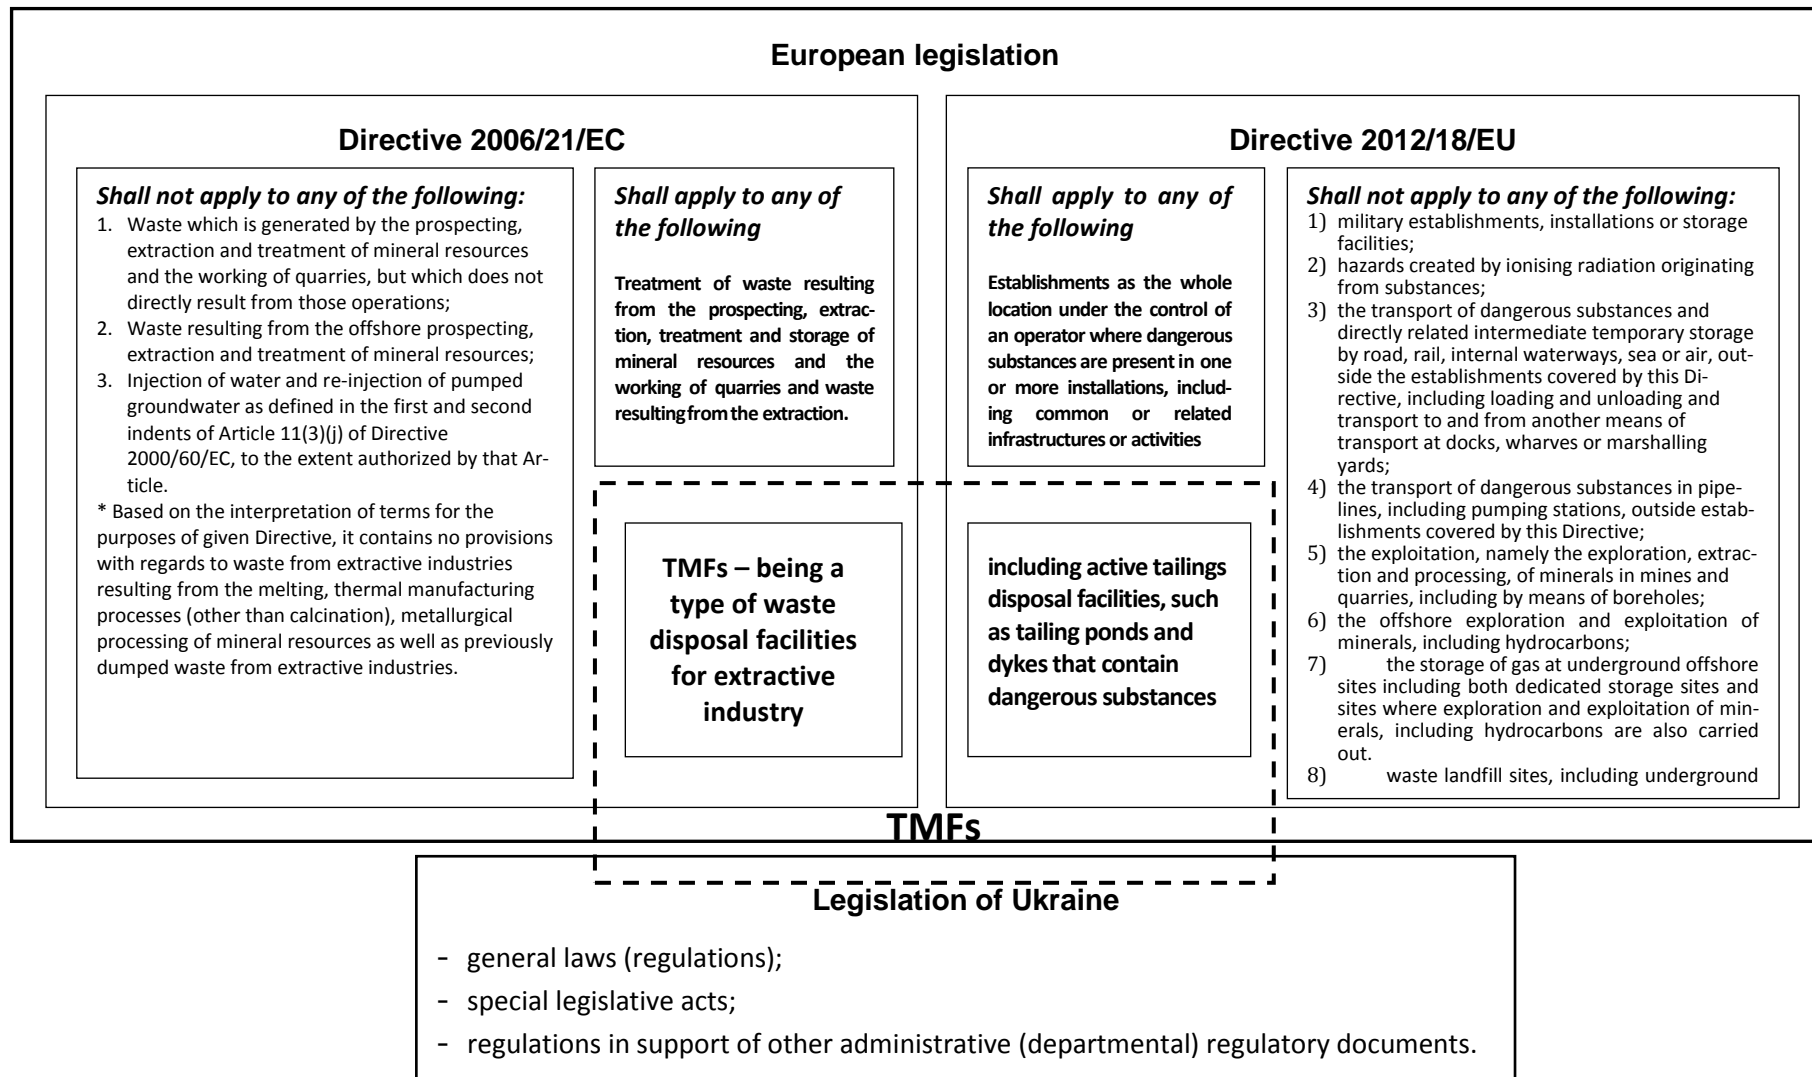 European legislation
Directive 2006/21/EC
Shall not apply to any of the following:
1. Waste which is generated by the prospecting,
extraction and treatment of mineral resources
and the working of quarries, but which does not
directly result from those operations;
2. Waste resulting from the offshore prospecting,
extraction and treatment of mineral resources;
3. Injection of water and re-injection of pumped
groundwater as defined in the first and second
indents of Article 11(3)(j) of Directive
2000/60/EC, to the extent authorized by that Ar-
ticle.
* Based on the interpretation of terms for the
purposes of given Directive, it contains no provisions
with regards to waste from extractive industries
resulting from the melting, thermal manufacturing
processes (other than calcination), metallurgical
processing of mineral resources as well as previously
dumped waste from extractive industries.
Shall apply to any of
the following
Treatment of waste resulting
from the prospecting, extrac-
tion, treatment and storage of
mineral resources and the
working of quarries and waste
resulting from the extraction.
TMFs – being a
type of waste
disposal facilities
for extractive
industry
Directive 2012/18/EU
Shall apply to any of
the following
Establishments as the whole
location under the control of
an operator where dangerous
substances are present in one
or more installations, includ-
ing common or related
infrastructures or activities
including active tailings
disposal facilities, such
as tailing ponds and
dykes that contain
dangerous substances
Shall not apply to any of the following:
1) military establishments, installations or storage
facilities;
2) hazards created by ionising radiation originating
from substances;
3) the transport of dangerous substances and
directly related intermediate temporary storage
by road, rail, internal waterways, sea or air, out-
side the establishments covered by this Di-
rective, including loading and unloading and
transport to and from another means of
transport at docks, wharves or marshalling
yards;
4) the transport of dangerous substances in pipe-
lines, including pumping stations, outside estab-
lishments covered by this Directive;
5) the exploitation, namely the exploration, extrac-
tion and processing, of minerals in mines and
quarries, including by means of boreholes;
6) the offshore exploration and exploitation of
minerals, including hydrocarbons;
7) the storage of gas at underground offshore
sites including both dedicated storage sites and
sites where exploration and exploitation of min-
erals, including hydrocarbons are also carried
out.
8) waste landfill sites, including underground
TMFs
Legislation of Ukraine
- general laws (regulations);
- special legislative acts;
- regulations in support of other administrative (departmental) regulatory documents.